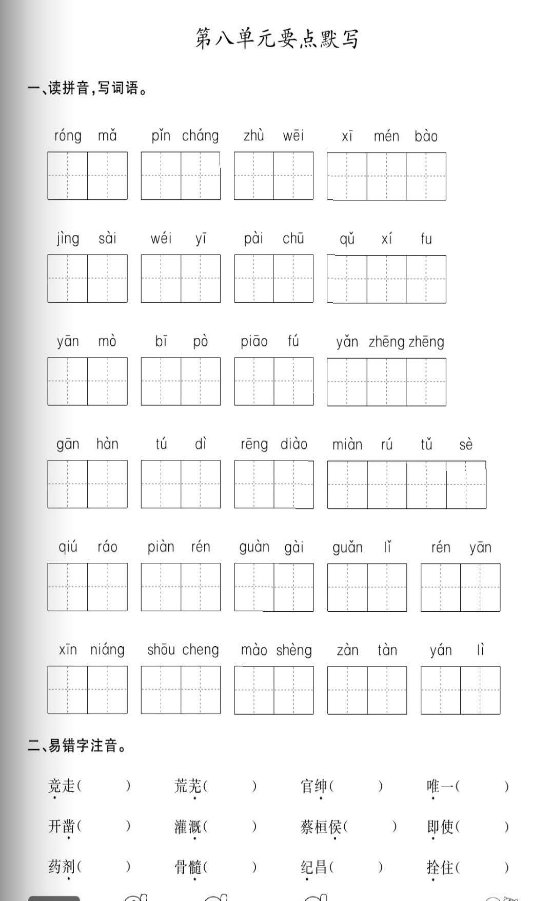 第八单元要点默写
一、读拼音,写词语。
róng mǎ pǐn cháng zhù wēi xī mén bào
jìng sài wéi yī pài chū qǔ xí fu
yān mò bī pò piāo fú yǎn zhēng zhēng
gān hàn tú dì rēng diào miàn rú tǔ sè
qiú ráo piàn rén guàn gài guǎn lǐ rén yān
xīn niáng shōu cheng mào shèng zàn tàn yán lì
二、易错字注音。
竞走( ) 荒芜( ) 官绅( ) 唯一( )
开凿( ) 灌溉( ) 蔡桓侯( ) 即使( )
药剂( ) 骨髓( ) 纪昌( ) 拴住( )